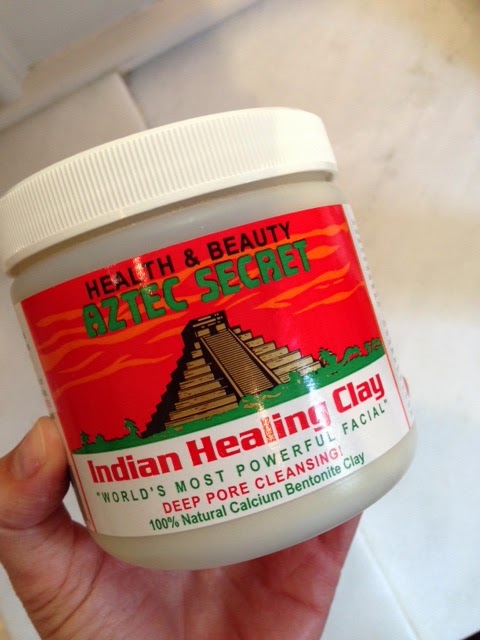 HEALTH & BEAUTY
AZTEC SECRET
Indian Healing Clay
"WORLD'S MOST POWERFUL FACIAL"
DEEP PORE CLEANSING!
100% Natural Calcium Bentonite Clay